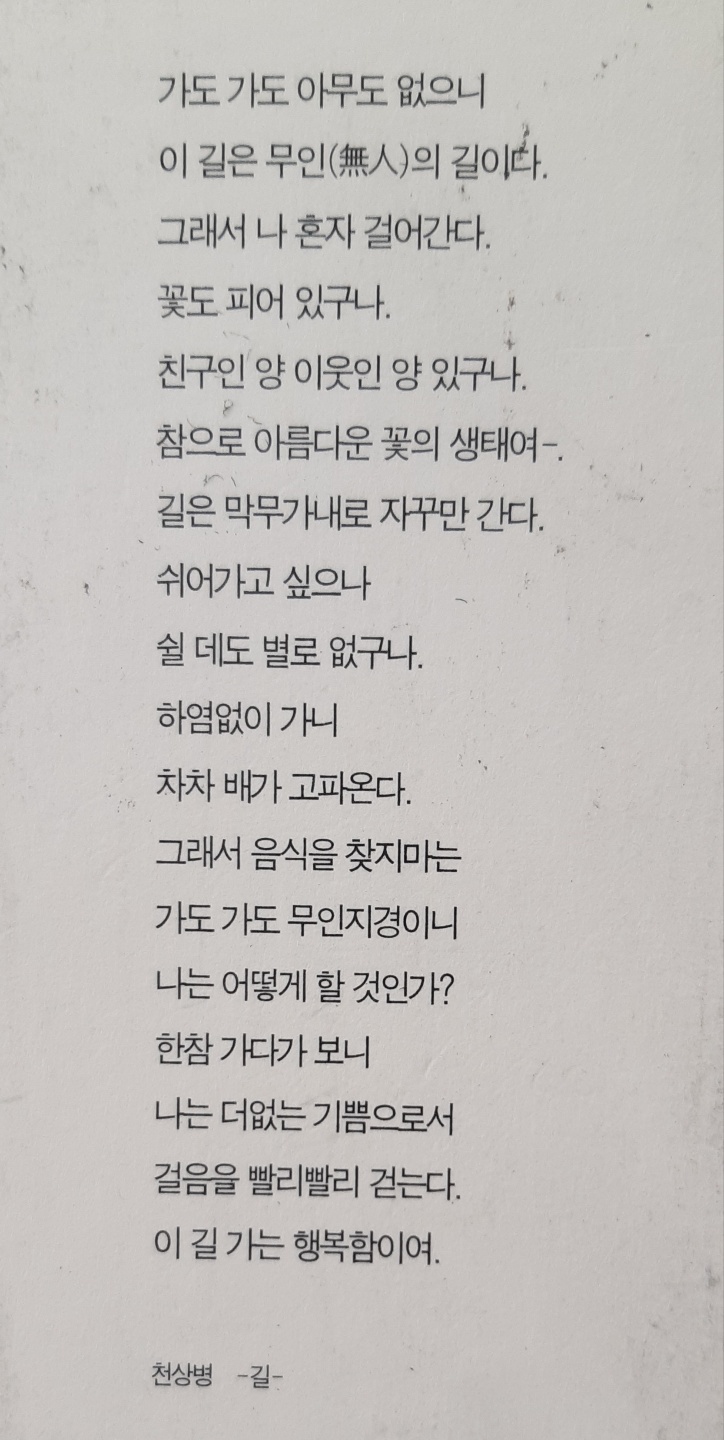 가도 가도 아무도 없으니
이 길은 무인(無人)의 길이다.
그래서 나 혼자 걸어간다.
꽃도 피어 있구나.
친구인 양 이웃인 양 있구나.
참으로 아름다운 꽃의 생태여-.
길은 막무가내로 자꾸만 간다.
쉬어가고 싶으나
쉴 데도 별로 없구나.
하염없이 가니
차차 배가 고파온다.
그래서 음식을 찾지마는
가도 가도 무인지경이니
나는 어떻게 할 것인가?
한참 가다가 보니
나는 더없는 기쁨으로서
걸음을 빨리빨리 걷는다.
이 길 가는 행복함이여.
천상병 -길-